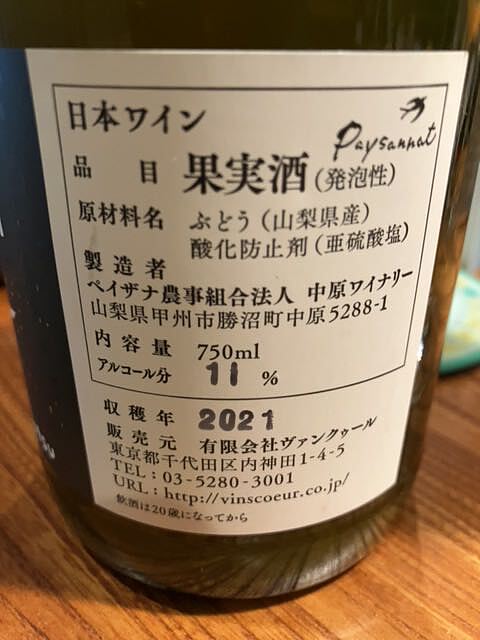 日本ワイン
Paysannat
品目 果実酒(発泡性)
原材料名 ぶどう(山梨県産)
酸化防止剤(亜硫酸塩)
製造者
ペイザナ農事組合法人 中原ワイナリー
山梨県甲州市勝沼町中原5288-1
内容量 750ml
アルコール分 11 %
収穫年 2021
販売元 有限会社ヴァンクゥール
東京都千代田区内神田1-4-5
TEL:03-5280-3001
URL:http://vinscoeur.co.jp/
飲酒は20歳になってから